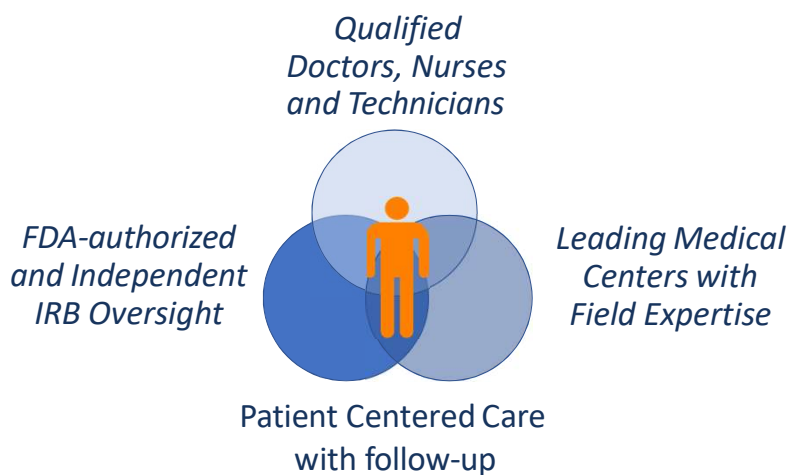 Qualified
Doctors, Nurses
and Technicians
FDA-authorized
and Independent
IRB Oversight
Leading Medical
Centers with
Field Expertise
Patient Centered Care
with follow-up